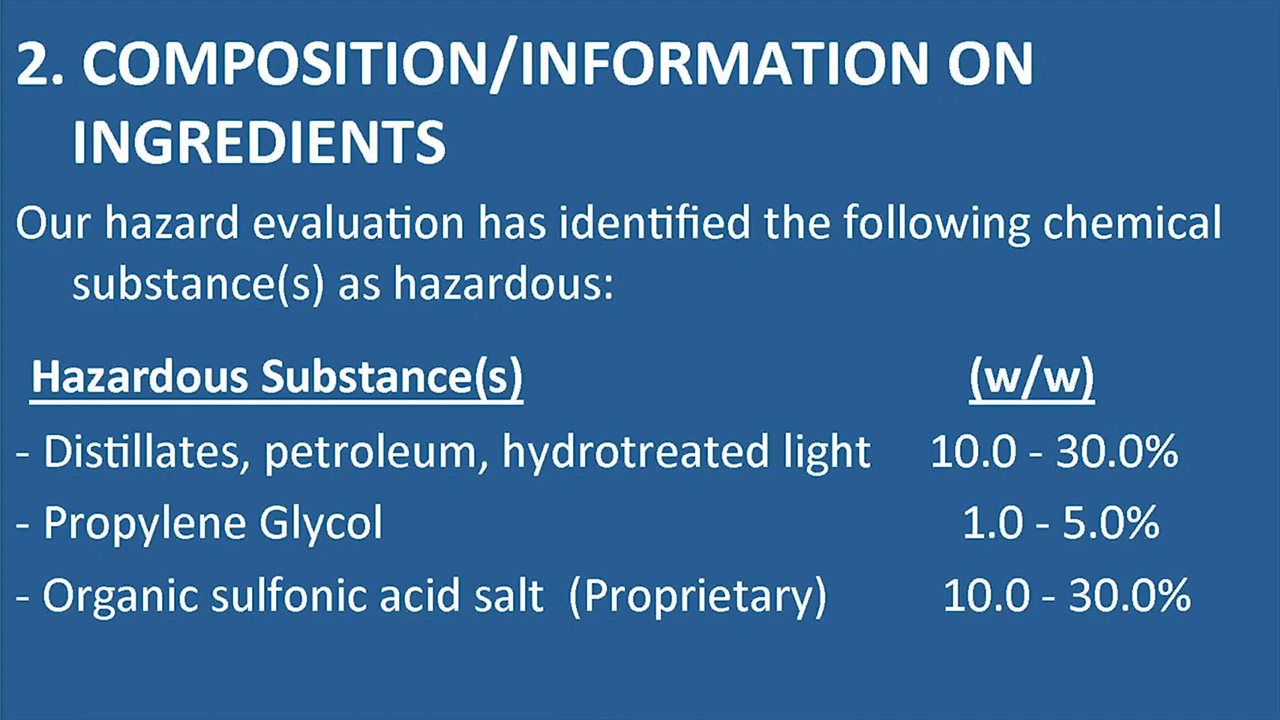 2. COMPOSITION/INFORMATION ON
INGREDIENTS
Our hazard evaluation has identified the following chemical
substance(s) as hazardous:
Hazardous Substance(s) (w/w)
- Distillates, petroleum, hydrotreated light 10.0 - 30.0%
- Propylene Glycol 1.0 - 5.0%
- Organic sulfonic acid salt (Proprietary) 10.0 - 30.0%